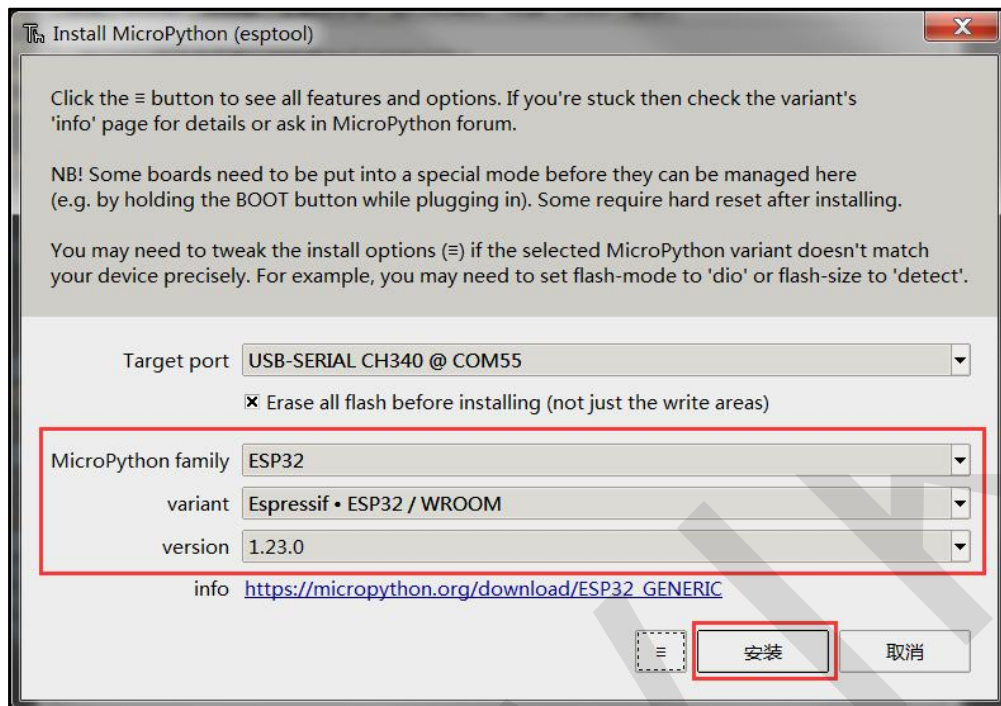 Install MicroPython (esptool)
Click the ≡ button to see all features and options. If you're stuck then check the variant's
'info' page for details or ask in MicroPython forum.
NB! Some boards need to be put into a special mode before they can be managed here
(e.g. by holding the BOOT button while plugging in). Some require hard reset after installing.
You may need to tweak the install options (≡) if the selected MicroPython variant doesn't match
your device precisely. For example, you may need to set flash-mode to 'dio' or flash-size to 'detect'.
Target port USB-SERIAL CH340 @ COM55
Erase all flash before installing (not just the write areas)
MicroPython family ESP32
variant Espressif • ESP32 / WROOM
version 1.23.0
info https://micropython.org/download/ESP32_GENERIC
≡ 安装 取消